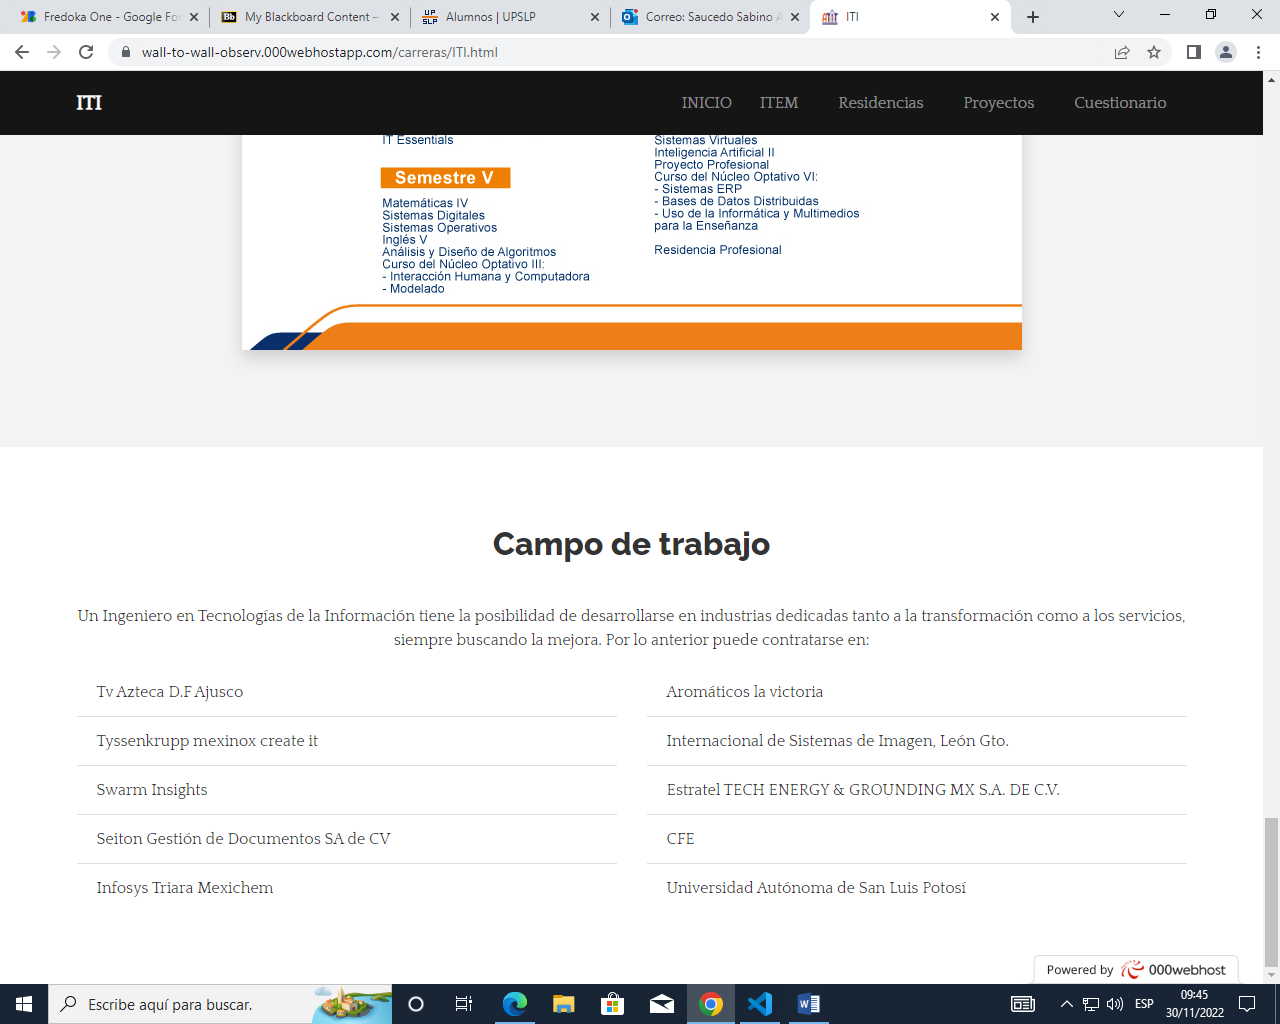 Fredoka One - Google Fo
My Blackboard Content –
Alumnos | UPSLP
Correo: Saucedo Sabino A
ITI
wall-to-wall-observ.000webhostapp.com/carreras/ITI.html
ITI
INICIO
ITEM
Residencias
Proyectos
Cuestionario
IT Essentials
Semestre V
Matemáticas IV
Sistemas Digitales
Sistemas Operativos
Inglés V
Análisis y Diseño de Algoritmos
Curso del Núcleo Optativo III:
- Interacción Humana y Computadora
- Modelado
Sistemas Virtuales
Inteligencia Artificial II
Proyecto Profesional
Curso del Núcleo Optativo VI:
- Sistemas ERP
- Bases de Datos Distribuidas
- Uso de la Informática y Multimedios
para la Enseñanza
Residencia Profesional
Campo de trabajo
Un Ingeniero en Tecnologías de la Información tiene la posibilidad de desarrollarse en industrias dedicadas tanto a la transformación como a los servicios,
siempre buscando la mejora. Por lo anterior puede contratarse en:
Tv Azteca D.F Ajusco
Tyssenkrupp mexinox create it
Swarm Insights
Seiton Gestión de Documentos SA de CV
Infosys Triara Mexichem
Aromáticos la victoria
Internacional de Sistemas de Imagen, León Gto.
Estratel TECH ENERGY & GROUNDING MX S.A. DE C.V.
CFE
Universidad Autónoma de San Luis Potosí
Powered by 000webhost
Escribe aquí para buscar.
ESP
09:45
30/11/2022